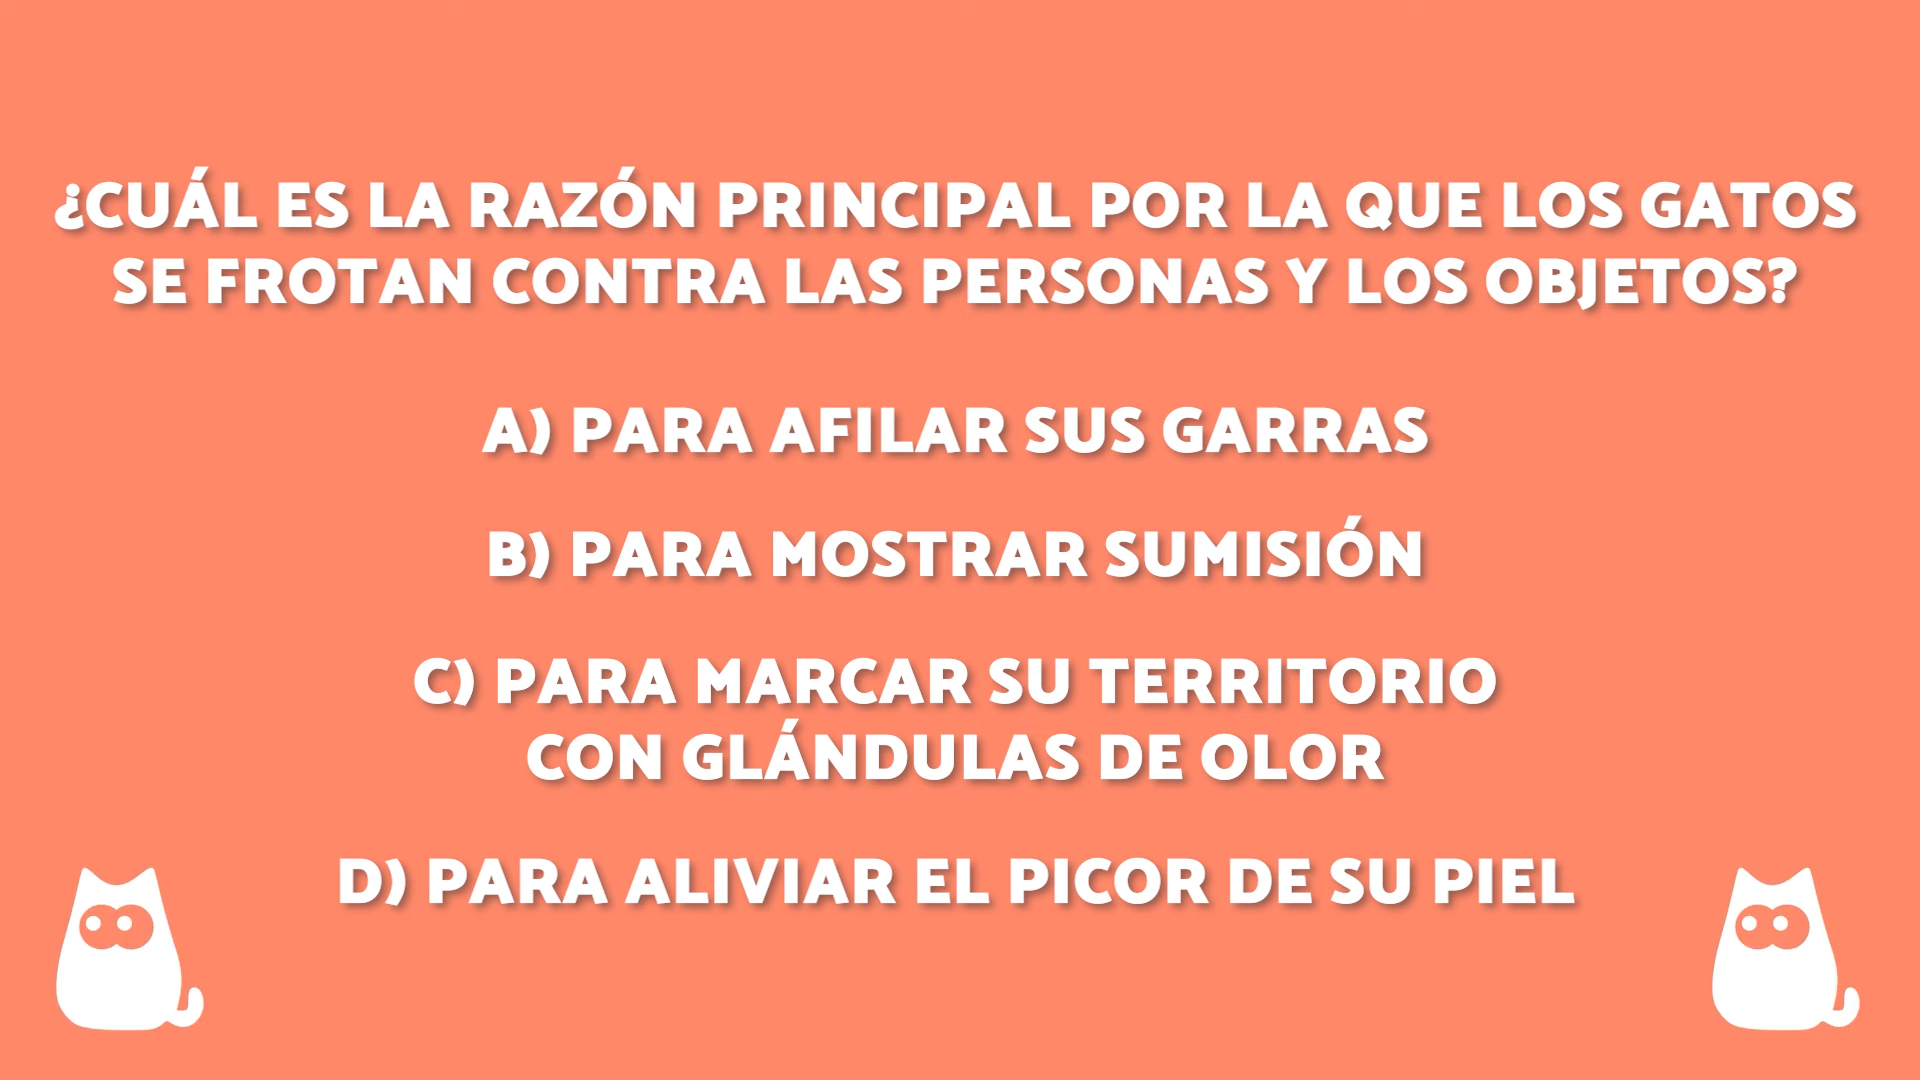 ¿CUÁL ES LA RAZÓN PRINCIPAL POR LA QUE LOS GATOS
SE FROTAN CONTRA LAS PERSONAS Y LOS OBJETOS?
A) PARA AFILAR SUS GARRAS
B) PARA MOSTRAR SUMISIÓN
C) PARA MARCAR SU TERRITORIO
CON GLÁNDULAS DE OLOR
D) PARA ALIVIAR EL PICOR DE SU PIEL